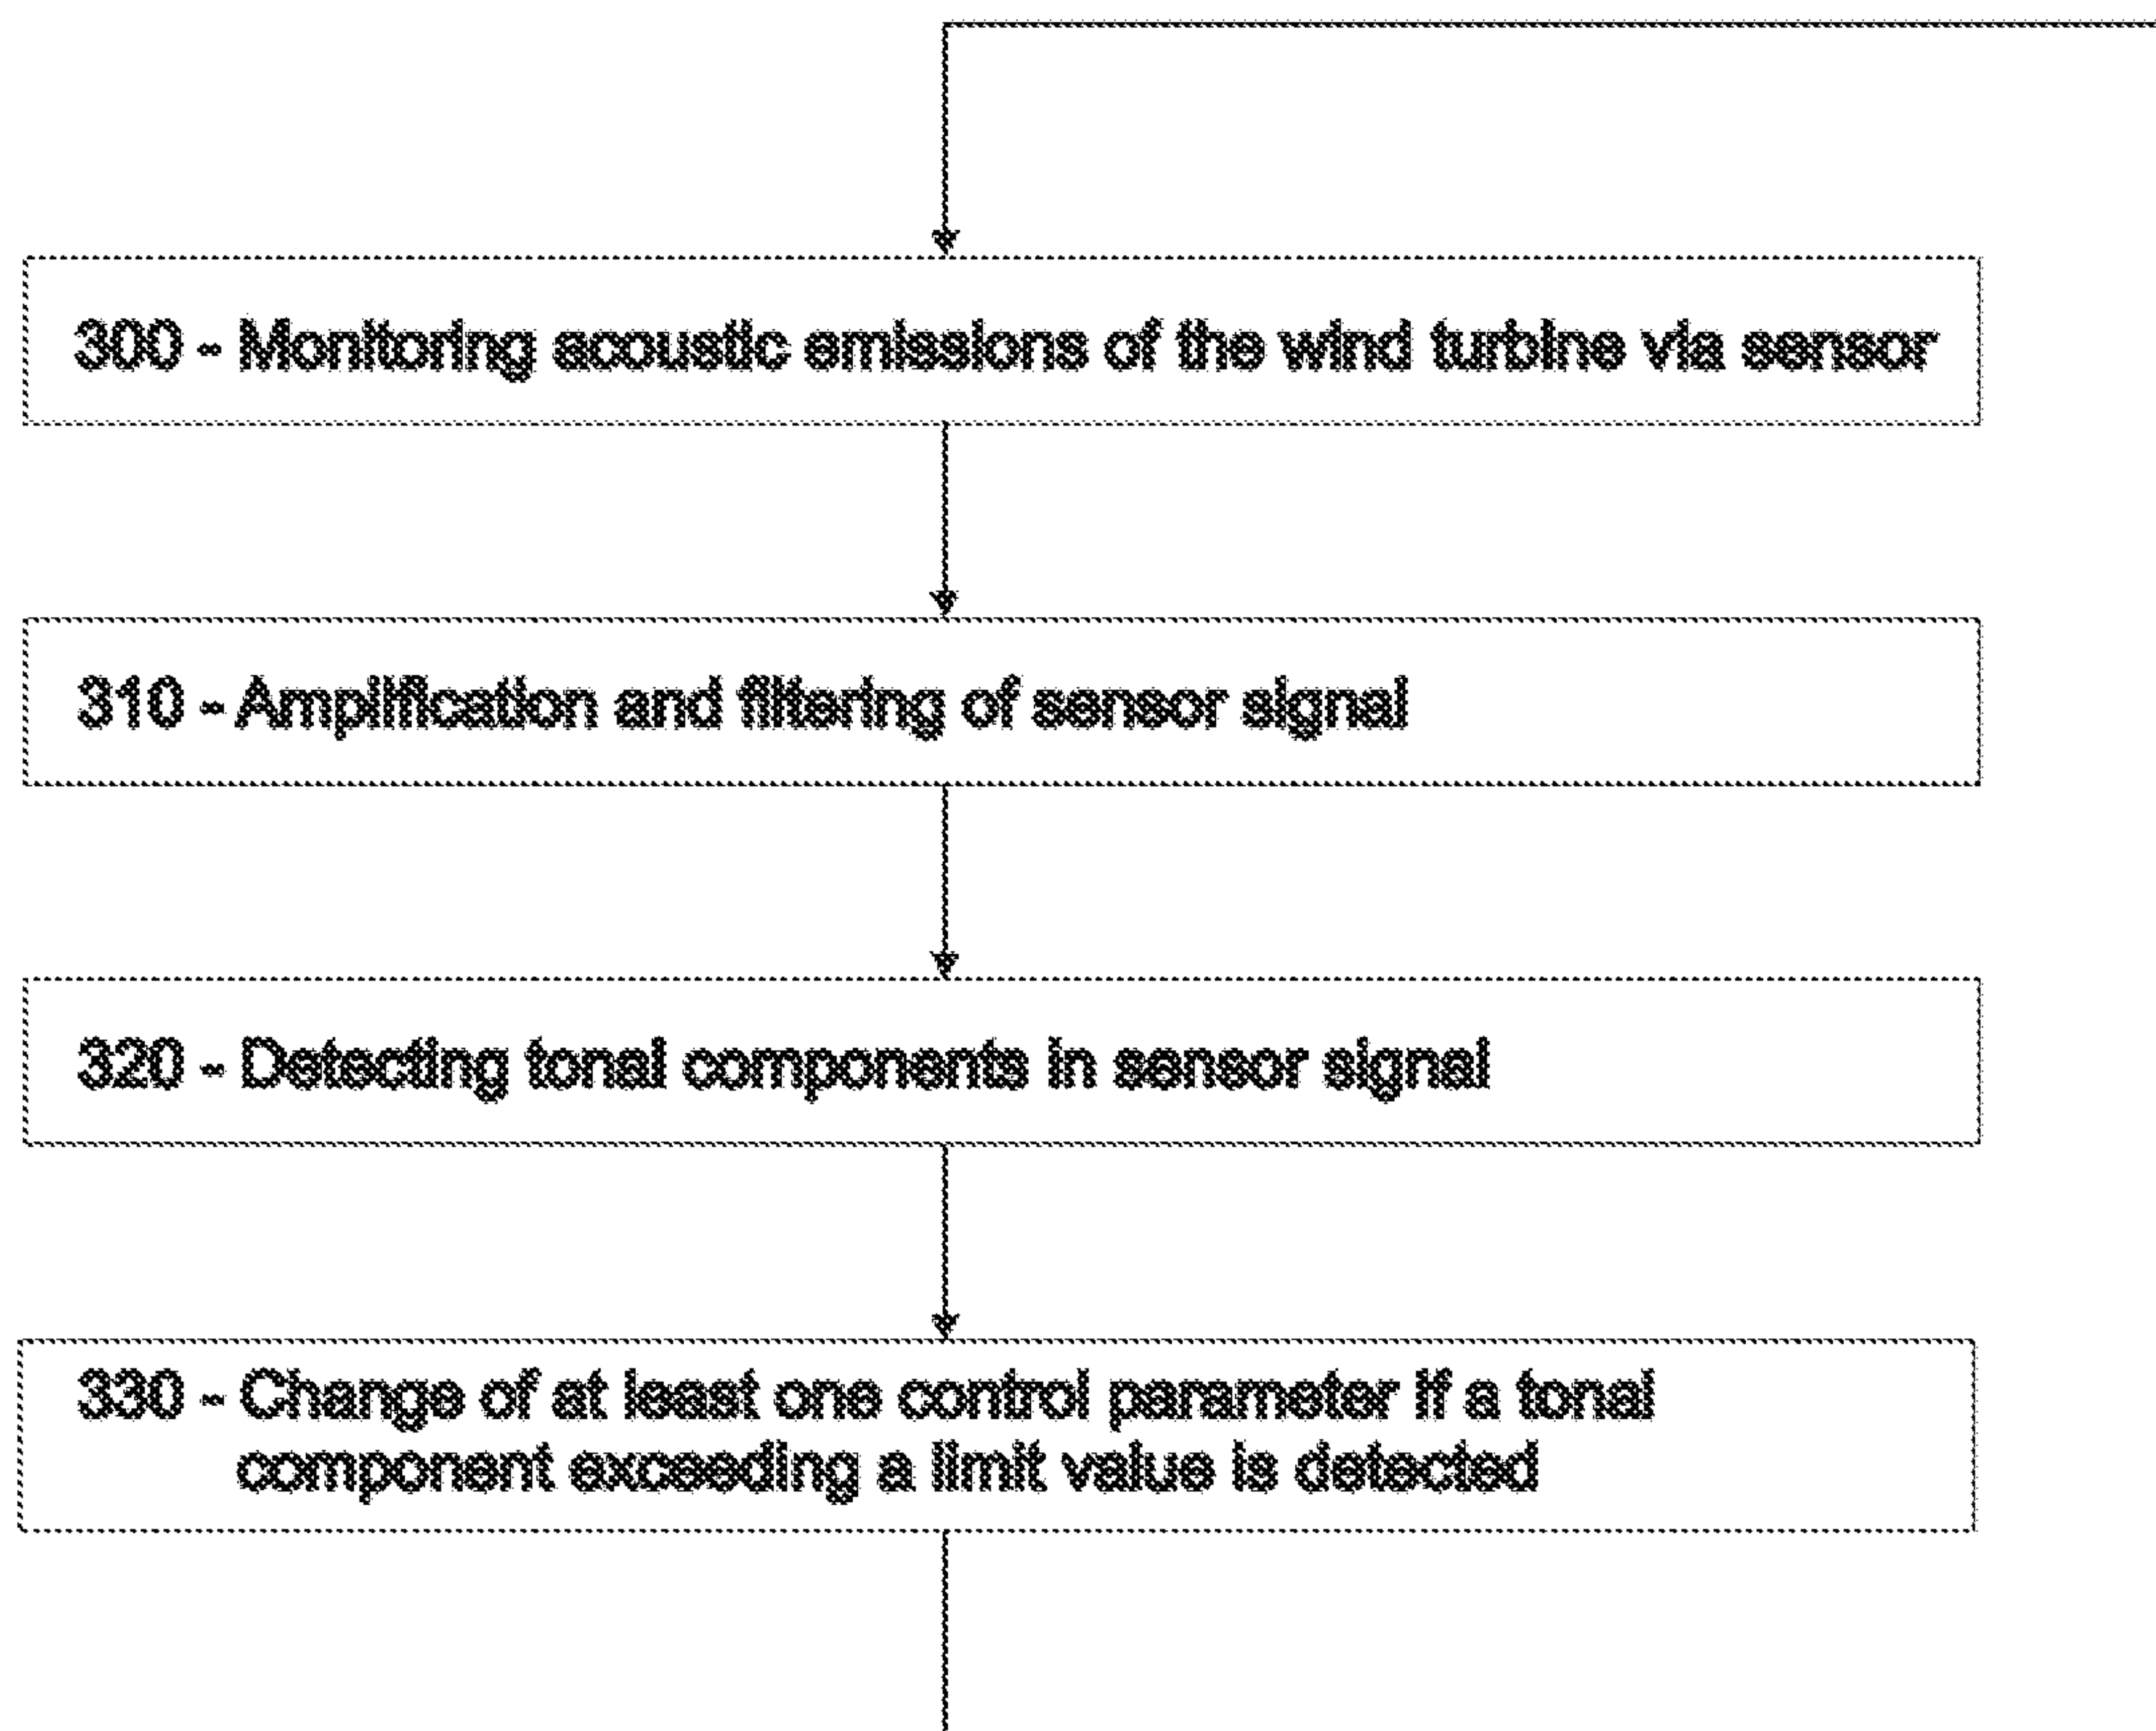 300 - Monitoring acoustic emissions of the wind turbine via sensor
310 - Amplification and filtering of sensor signal
320 - Detecting tonal components in sensor signal
330 - Change of at least one control parameter if a tonal
component exceeding a limit value is detected